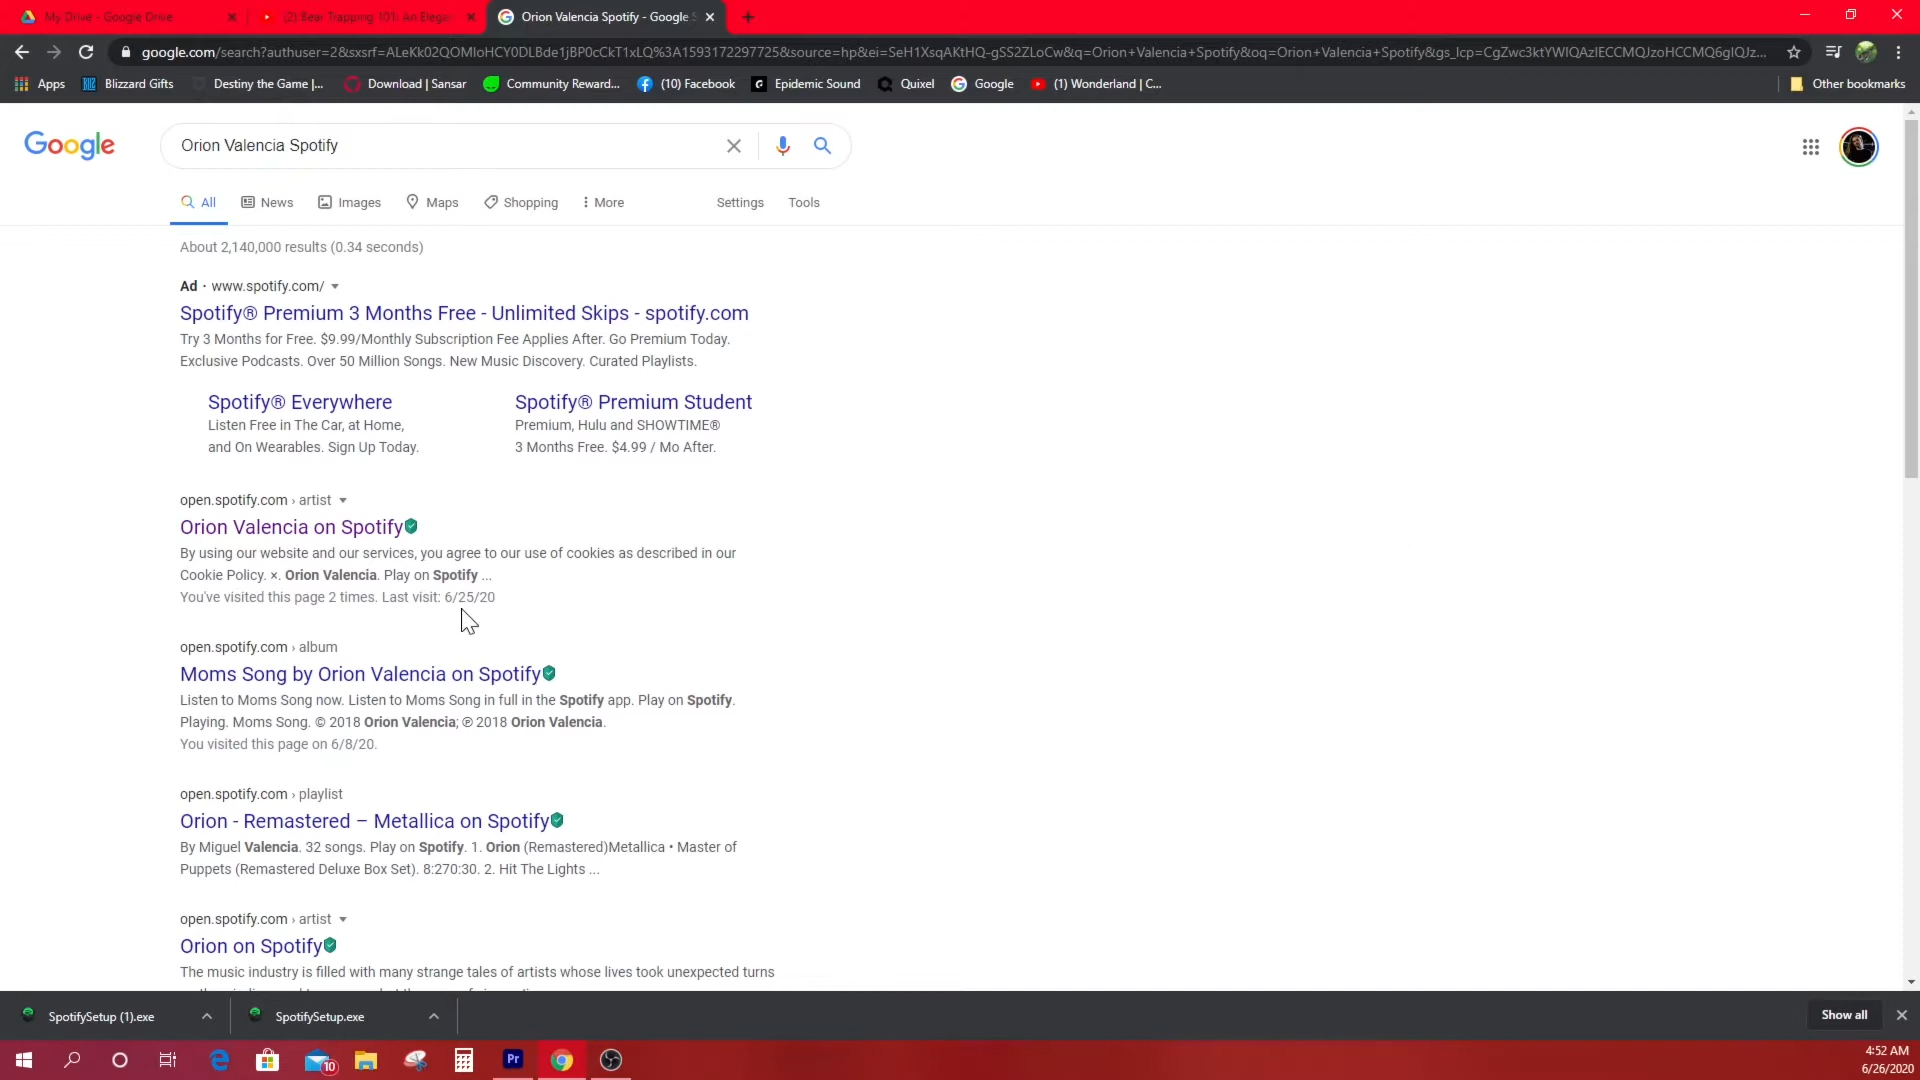 My Drive - Google Drive
(2) Bear Trapping 101: An Elegan
Orion Valencia Spotify - Google S
google.com/search?authuser=2&sxsrf=ALeKk02QOMIoHCY0DLBde1jBP0cCkT1xLQ%3A1593172297725&source=hp&ei=SeH1XsqAKtHQ-gSS2ZLoCw&q=Orion+Valencia+Spotify&oq=Orion+Valencia+Spotify&gs_lcp=CgZwc3ktYWIQAzIECCMQJzoHCCMQ6gIQJz...
Apps
Blizzard Gifts
Destiny the Game |...
Download | Sansar
Community Reward...
(10) Facebook
Epidemic Sound
Quixel
Google
(1) Wonderland | C...
Other bookmarks
Google
Orion Valencia Spotify
All
News
Images
Maps
Shopping
More
Settings
Tools
About 2,140,000 results (0.34 seconds)
Ad · www.spotify.com/
Spotify® Premium 3 Months Free - Unlimited Skips - spotify.com
Try 3 Months for Free. $9.99/Monthly Subscription Fee Applies After. Go Premium Today.
Exclusive Podcasts. Over 50 Million Songs. New Music Discovery. Curated Playlists.
Spotify® Everywhere
Listen Free in The Car, at Home,
and On Wearables. Sign Up Today.
Spotify® Premium Student
Premium, Hulu and SHOWTIME®
3 Months Free. $4.99 / Mo After.
open.spotify.com › artist
Orion Valencia on Spotify
By using our website and our services, you agree to our use of cookies as described in our
Cookie Policy. ×. Orion Valencia. Play on Spotify ...
You've visited this page 2 times. Last visit: 6/25/20
open.spotify.com › album
Moms Song by Orion Valencia on Spotify
Listen to Moms Song now. Listen to Moms Song in full in the Spotify app. Play on Spotify.
Playing. Moms Song. © 2018 Orion Valencia; ℗ 2018 Orion Valencia.
You visited this page on 6/8/20.
open.spotify.com › playlist
Orion - Remastered – Metallica on Spotify
By Miguel Valencia. 32 songs. Play on Spotify. 1. Orion (Remastered)Metallica • Master of
Puppets (Remastered Deluxe Box Set). 8:270:30. 2. Hit The Lights ...
open.spotify.com › artist
Orion on Spotify
The music industry is filled with many strange tales of artists whose lives took unexpected turns
SpotifySetup (1).exe
SpotifySetup.exe
Show all
10
Pr
4:52 AM
6/26/2020